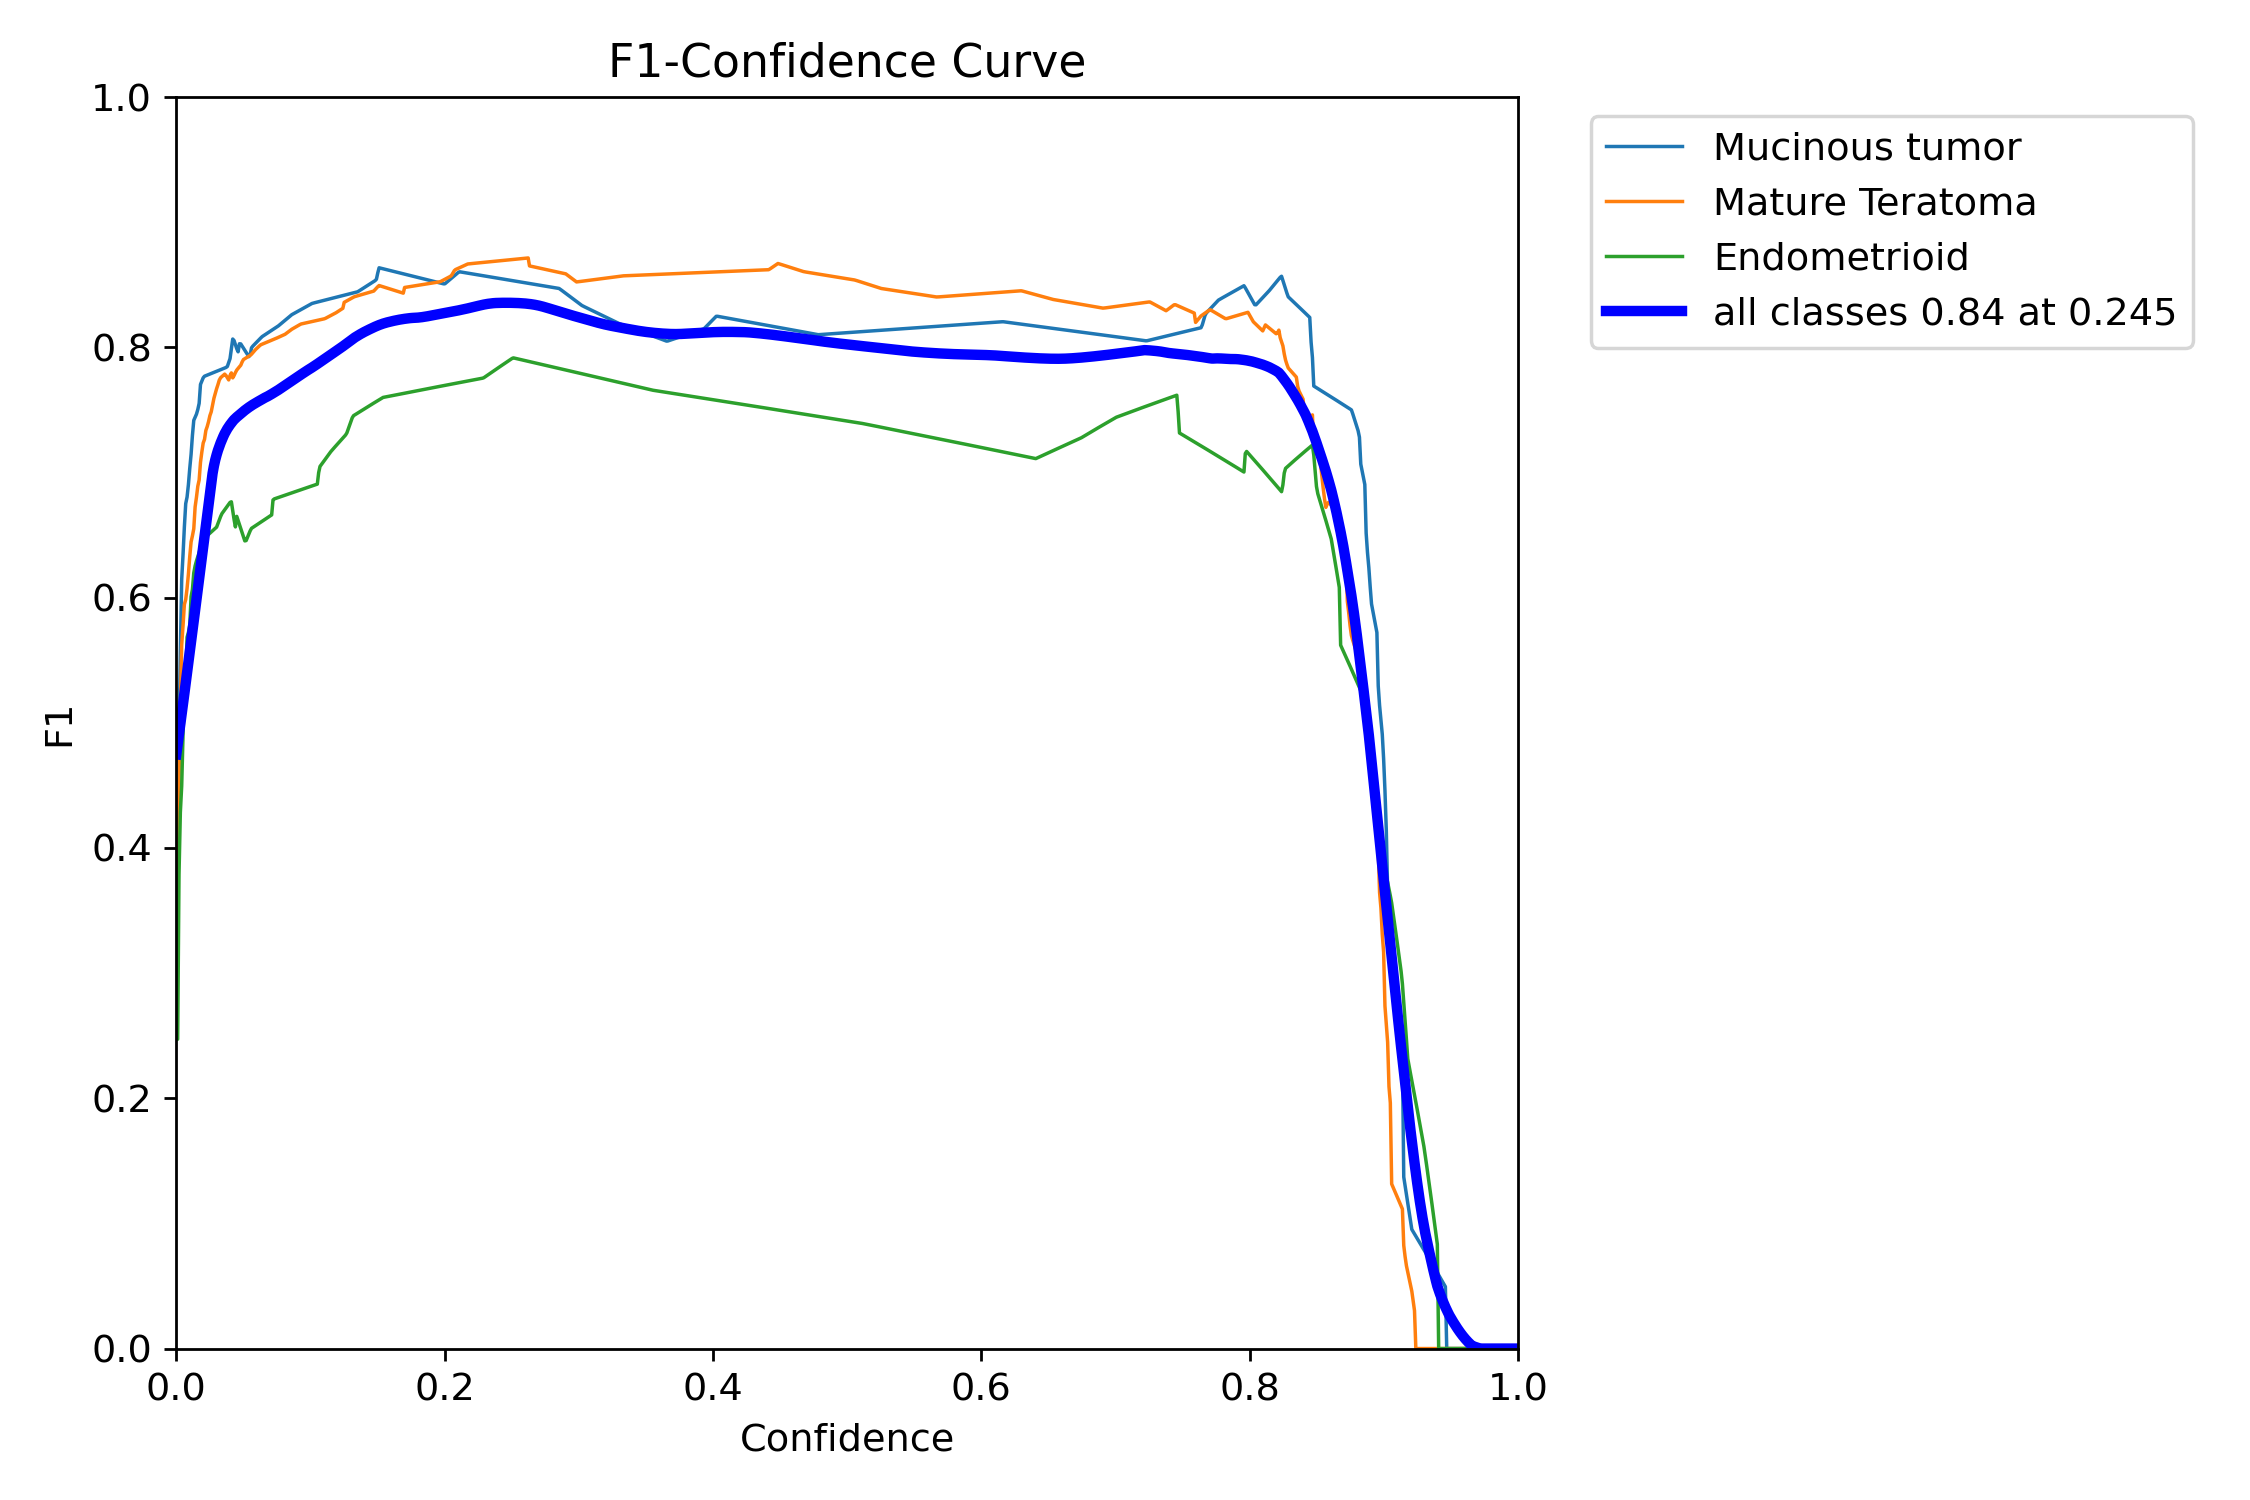 F1-Confidence Curve
1.0
0.8
0.6
0.4
0.2
0.0
F1
0.0 0.2 0.4 0.6 0.8 1.0
Confidence
Mucinous tumor
Mature Teratoma
Endometrioid
all classes 0.84 at 0.245